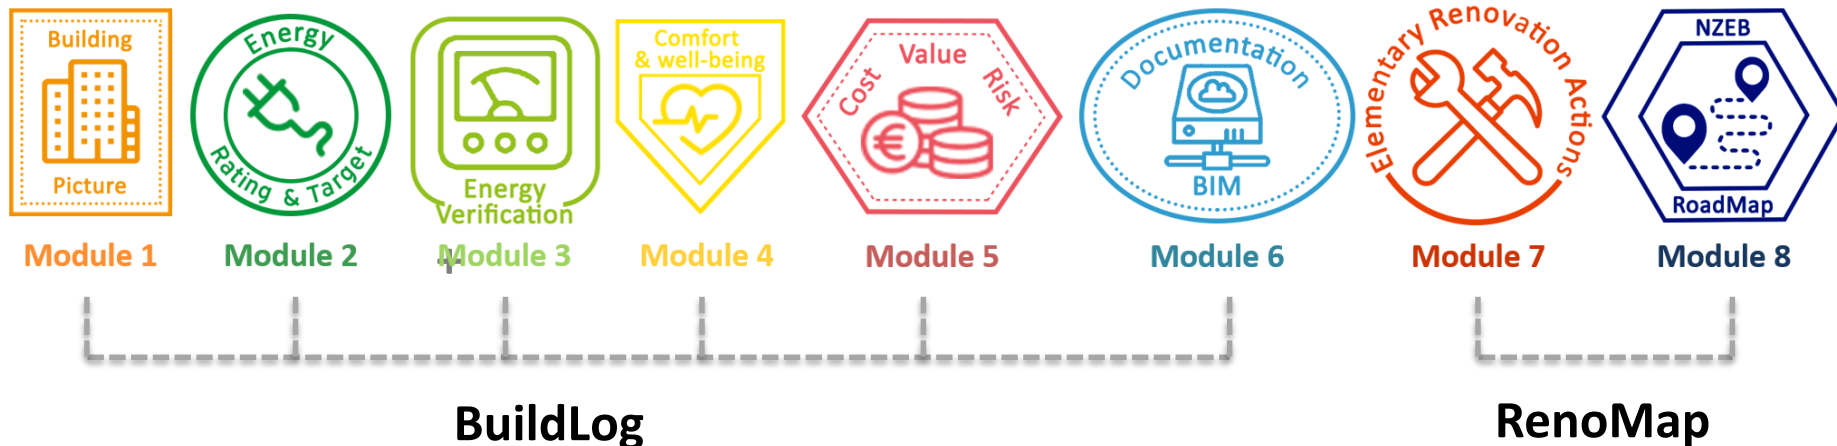 Building
Picture
Energy
Rating & Target
Energy
Verification
Comfort
& well-being
Cost Value Risk
€
Documentation
BIM
Elementary Renovation Actions
NZEB
RoadMap
Module 1
Module 2
Module 3
Module 4
Module 5
Module 6
Module 7
Module 8
BuildLog
RenoMap